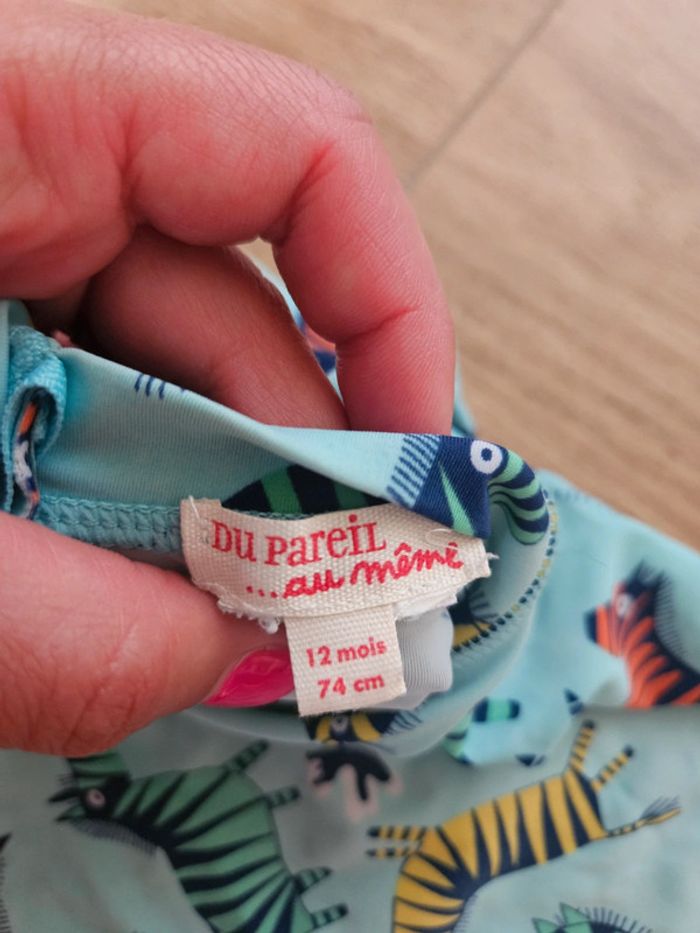 DU PAREIL
...au même
12 mois
74 cm